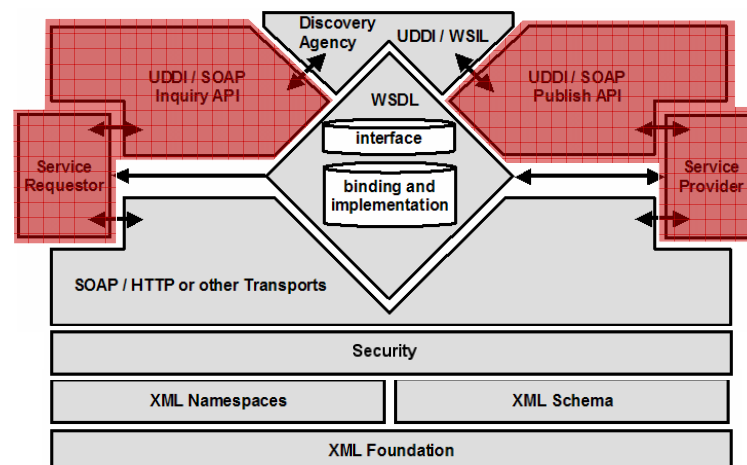 Discovery
Agency
UDDI / WSIL
UDDI / SOAP
Inquiry API
UDDI / SOAP
Publish API
WSDL
interface
Service
Requestor
binding and
implementation
Service
Provider
SOAP / HTTP or other Transports
Security
XML Namespaces
XML Schema
XML Foundation